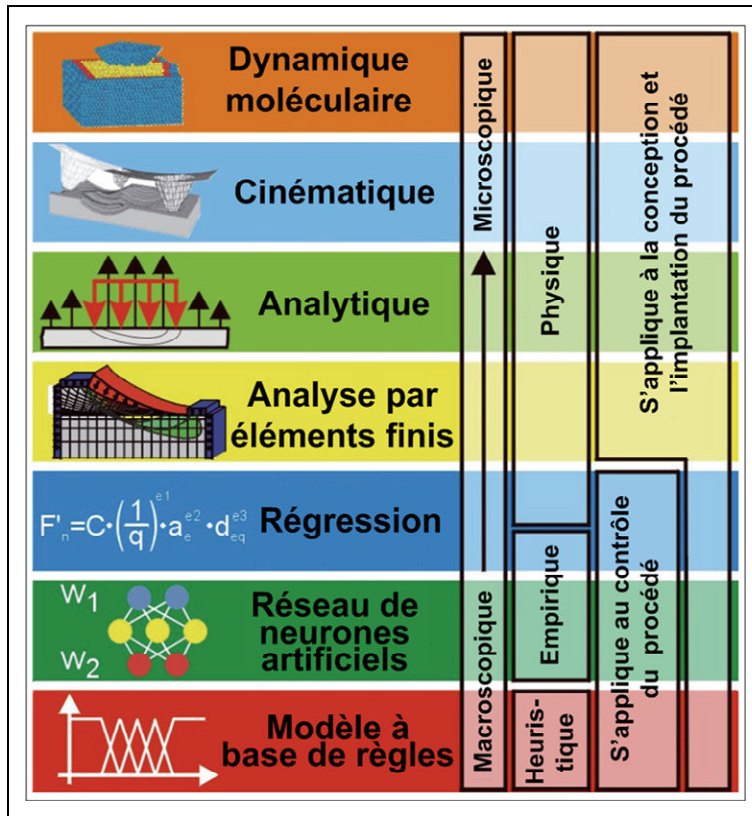 Dynamique
moléculaire
Cinématique
Analytique
Analyse par
éléments finis
F'n=C·(1/q)^e1·a_e^e2·d_eq^e3
Régression
W1
W2
Réseau de
neurones
artificiels
Modèle à
base de règles
Microscopique
Macroscopique
Physique
Empirique
Heuris-
tique
S'applique à la conception et
l'implantation du procédé
S'applique au contrôle
du procédé